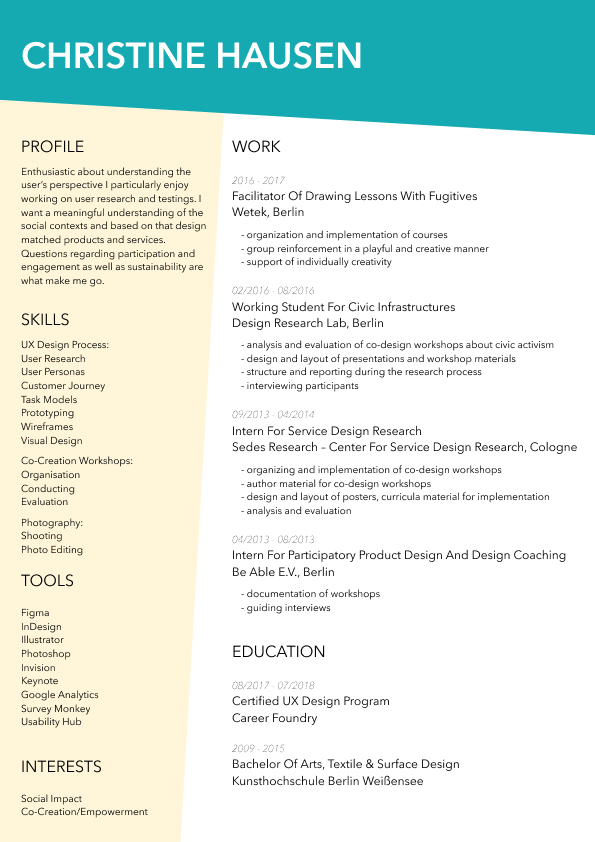 CHRISTINE HAUSEN
PROFILE
Enthusiastic about understanding the
user's perspective I particularly enjoy
working on user research and testings. I
want a meaningful understanding of the
social contexts and based on that design
matched products and services.
Questions regarding participation and
engagement as well as sustainability are
what make me go.
SKILLS
UX Design Process:
User Research
User Personas
Customer Journey
Task Models
Prototyping
Wireframes
Visual Design
Co-Creation Workshops:
Organisation
Conducting
Evaluation
Photography:
Shooting
Photo Editing
TOOLS
Figma
InDesign
Illustrator
Photoshop
Invision
Keynote
Google Analytics
Survey Monkey
Usability Hub
INTERESTS
Social Impact
Co-Creation/Empowerment
WORK
2016 - 2017
Facilitator Of Drawing Lessons With Fugitives
Wetek, Berlin
- organization and implementation of courses
- group reinforcement in a playful and creative manner
- support of individually creativity
02/2016 - 08/2016
Working Student For Civic Infrastructures
Design Research Lab, Berlin
- analysis and evaluation of co-design workshops about civic activism
- design and layout of presentations and workshop materials
- structure and reporting during the research process
- interviewing participants
09/2013 - 04/2014
Intern For Service Design Research
Sedes Research – Center For Service Design Research, Cologne
- organizing and implementation of co-design workshops
- author material for co-design workshops
- design and layout of posters, curricula material for implementation
- analysis and evaluation
04/2013 - 08/2013
Intern For Participatory Product Design And Design Coaching
Be Able E.V., Berlin
- documentation of workshops
- guiding interviews
EDUCATION
08/2017 - 07/2018
Certified UX Design Program
Career Foundry
2009 - 2015
Bachelor Of Arts, Textile & Surface Design
Kunsthochschule Berlin Weißensee